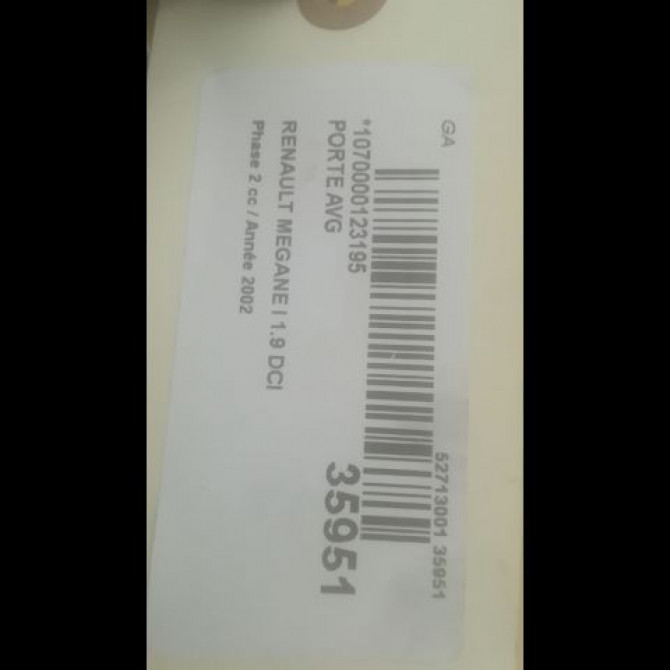 GA
52713001 35951
*10700000123195
PORTE AVG
35951
RENAULT MEGANE I 1.9 DCI
Phase 2 cc / Année 2002